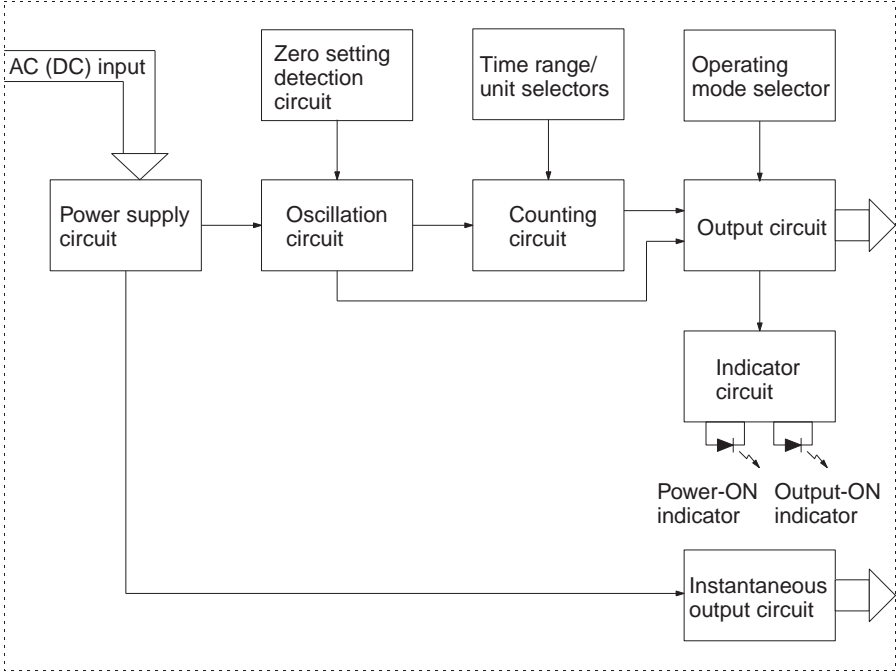 AC (DC) input
Zero setting
detection
circuit
Time range/
unit selectors
Operating
mode selector
Power supply
circuit
Oscillation
circuit
Counting
circuit
Output circuit
Indicator
circuit
Power-ON
indicator
Output-ON
indicator
Instantaneous
output circuit